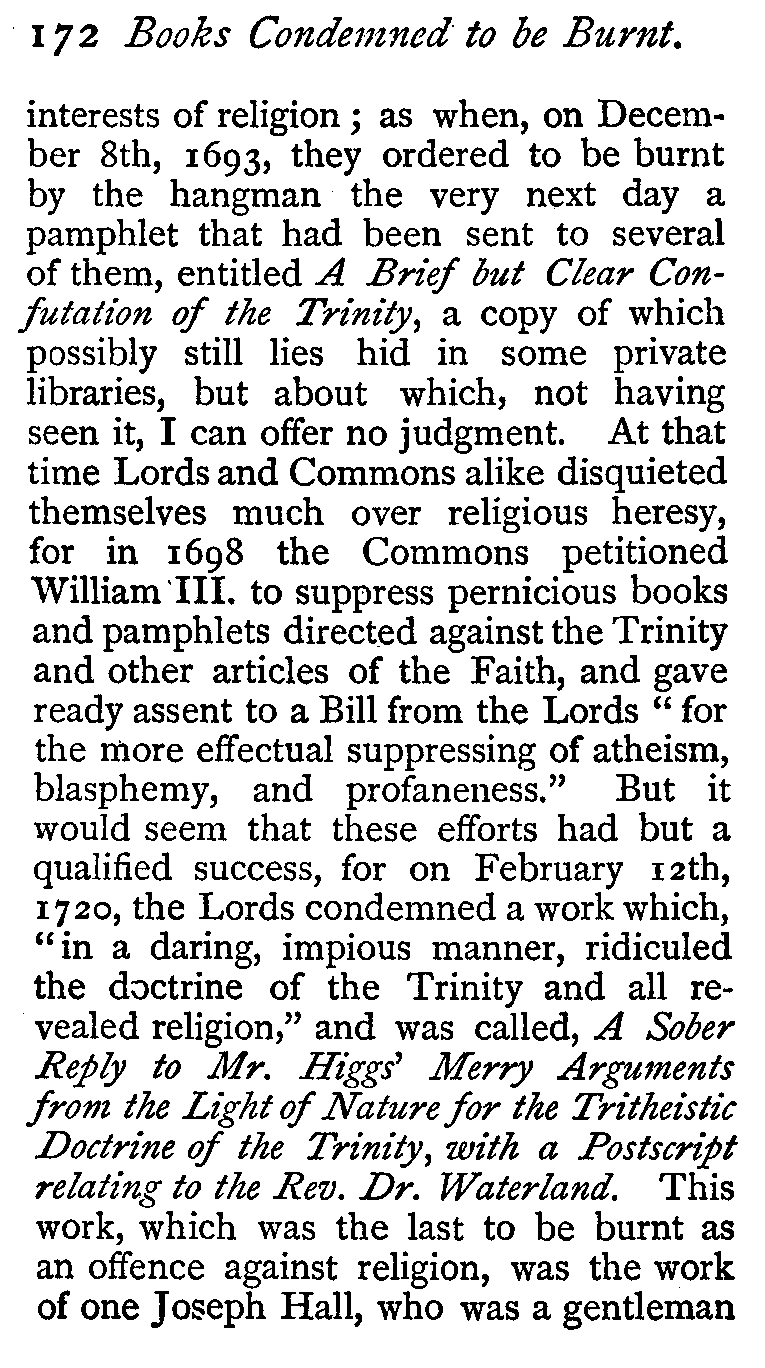 172 Books Condemned to be Burnt.
interests of religion ; as when, on Decem-
ber 8th, 1693, they ordered to be burnt
by the hangman the very next day a
pamphlet that had been sent to several
of them, entitled A Brief but Clear Con-
futation of the Trinity, a copy of which
possibly still lies hid in some private
libraries, but about which, not having
seen it, I can offer no judgment. At that
time Lords and Commons alike disquieted
themselves much over religious heresy,
for in 1698 the Commons petitioned
William III. to suppress pernicious books
and pamphlets directed against the Trinity
and other articles of the Faith, and gave
ready assent to a Bill from the Lords “ for
the more effectual suppressing of atheism,
blasphemy, and profaneness.” But it
would seem that these efforts had but a
qualified success, for on February 12th,
1720, the Lords condemned a work which,
“in a daring, impious manner, ridiculed
the doctrine of the Trinity and all re-
vealed religion,” and was called, A Sober
Reply to Mr. Higgs’ Merry Arguments
from the Light of Nature for the Tritheistic
Doctrine of the Trinity, with a Postscript
relating to the Rev. Dr. Waterland. This
work, which was the last to be burnt as
an offence against religion, was the work
of one Joseph Hall, who was a gentleman